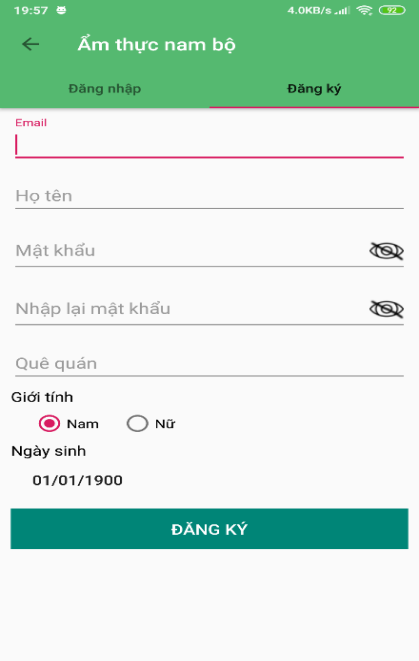 19:57 4.0KB/s 92
Ẩm thực nam bộ
Đăng nhập Đăng ký
Email
Họ tên
Mật khẩu
Nhập lại mật khẩu
Quê quán
Giới tính
Nam Nữ
Ngày sinh
01/01/1900
ĐĂNG KÝ